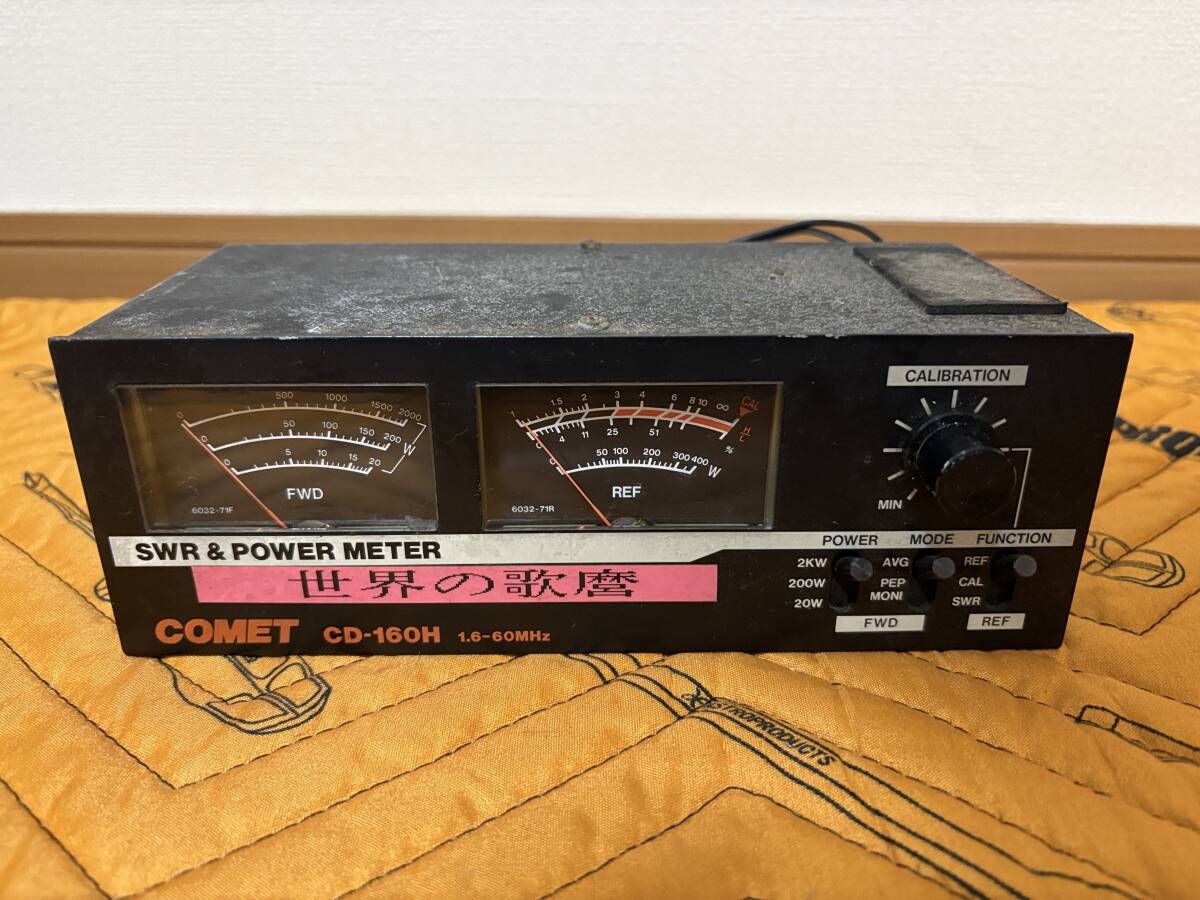 CALIBRATION
MIN
500 1000 1500 2000
0
50 100 150 200
0
W
5 10 15 20
0
FWD
6032-71F
1 1.5 2 3 4 6 8 10 ∞ CAL
0 4 11 25 51 %
0 50 100 200 300 400 W
REF
6032-71R
SWR & POWER METER
POWER MODE FUNCTION
2KW AVG REF
200W PEP CAL
20W MONI SWR
FWD REF
世界の歌麿
COMET CD-160H 1.6-60MHz
ASTROPRODUCTS